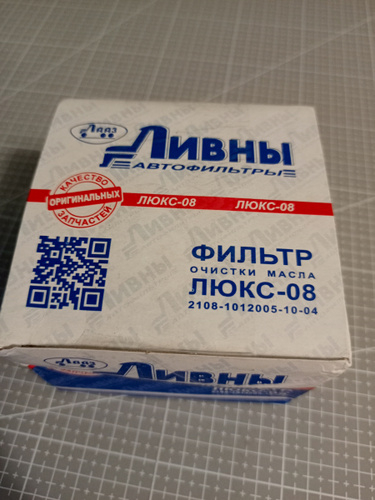 Лааз
ЛИВНЫ
АВТОФИЛЬТРЫ
КАЧЕСТВО
ОРИГИНАЛЬНЫХ
ЗАПЧАСТЕЙ
ЛЮКС-08 ЛЮКС-08
ФИЛЬТР
ОЧИСТКИ МАСЛА
ЛЮКС-08
2108-1012005-10-04
Лааз
ЛИВНЫ